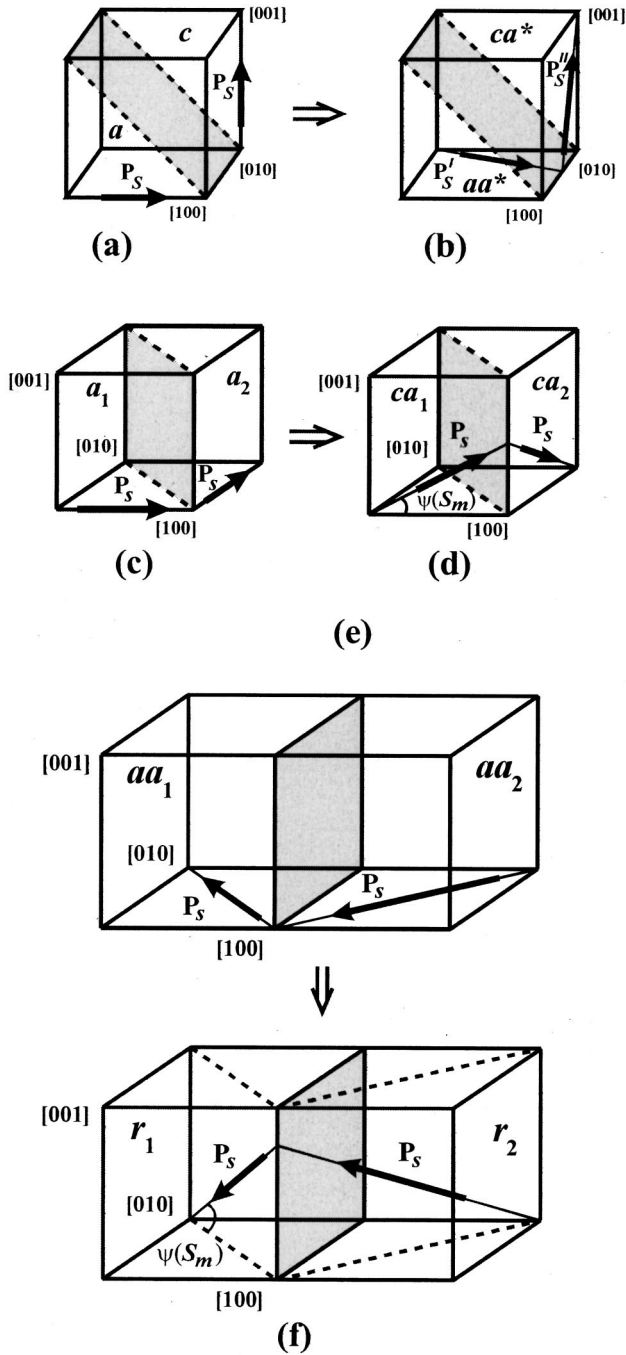 c [001] ca* [001]
P_S ⇒ P_S^II
a P_S^I
P_S [010] aa* [010]
[100] [100]
(a) (b)
[001] a_1 a_2 [001] ca_1 ca_2
[010] ⇒ [010] P_s P_s
P_s P_s ψ(S_m)
[100] [100]
(c) (d)
(e)
[001] aa_1 aa_2
[010]
P_s P_s
[100]
⇓
[001] r_1 r_2
P_s P_s
[010]
ψ(S_m)
[100]
(f)